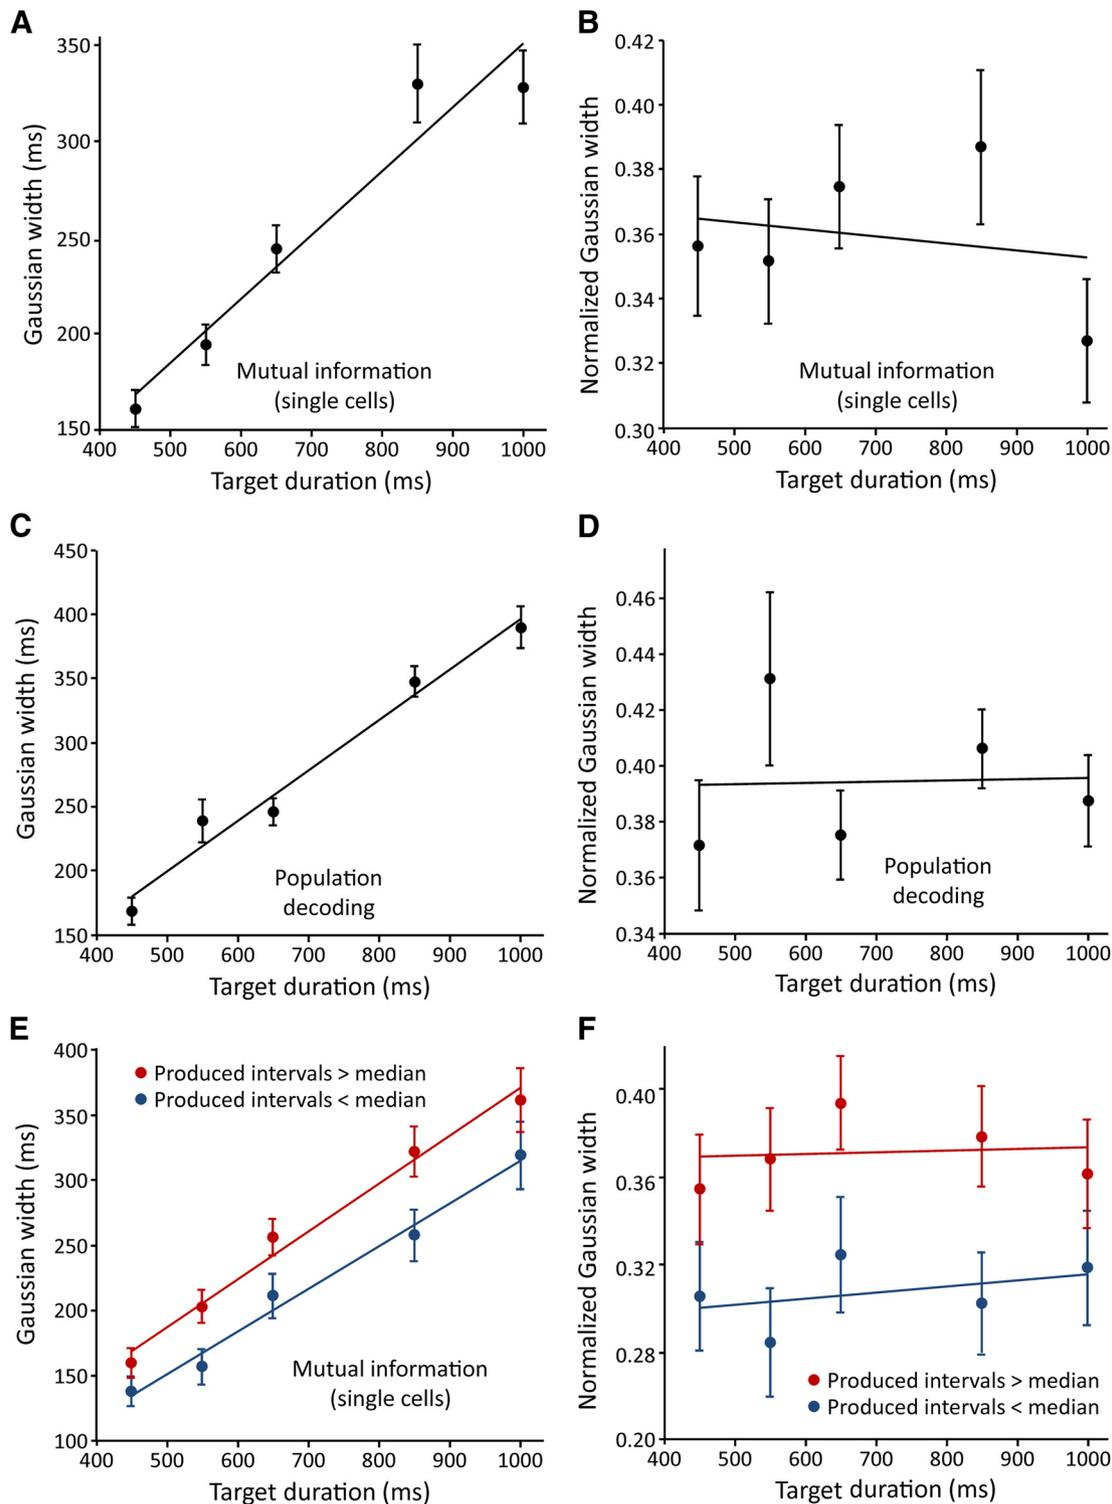 A
350
300
250
200
150
400 500 600 700 800 900 1000
Gaussian width (ms)
Mutual information
(single cells)
Target duration (ms)
B
0.42
0.40
0.38
0.36
0.34
0.32
0.30
400 500 600 700 800 900 1000
Normalized Gaussian width
Mutual information
(single cells)
Target duration (ms)
C
450
400
350
300
250
200
150
400 500 600 700 800 900 1000
Gaussian width (ms)
Population
decoding
Target duration (ms)
D
0.46
0.44
0.42
0.40
0.38
0.36
0.34
400 500 600 700 800 900 1000
Normalized Gaussian width
Population
decoding
Target duration (ms)
E
400
350
300
250
200
150
100
400 500 600 700 800 900 1000
Gaussian width (ms)
Produced intervals > median
Produced intervals < median
Mutual information
(single cells)
Target duration (ms)
F
0.40
0.36
0.32
0.28
0.20
400 500 600 700 800 900 1000
Normalized Gaussian width
Produced intervals > median
Produced intervals < median
Target duration (ms)